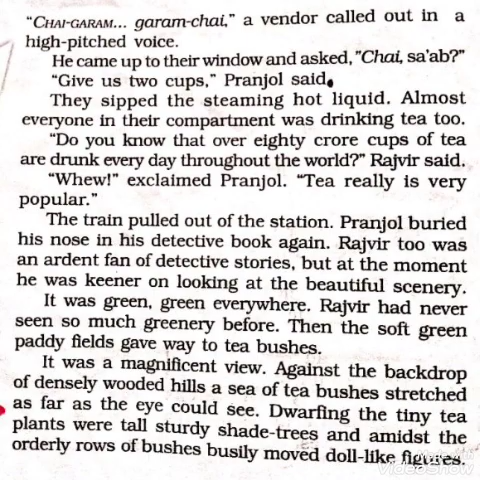 "CHAI-GARAM... garam-chai," a vendor called out in a
high-pitched voice.
He came up to their window and asked, "Chai, sa'ab?"
"Give us two cups," Pranjol said.
They sipped the steaming hot liquid. Almost
everyone in their compartment was drinking tea too.
"Do you know that over eighty crore cups of tea
are drunk every day throughout the world?" Rajvir said.
"Whew!" exclaimed Pranjol. "Tea really is very
popular."
The train pulled out of the station. Pranjol buried
his nose in his detective book again. Rajvir too was
an ardent fan of detective stories, but at the moment
he was keener on looking at the beautiful scenery.
It was green, green everywhere. Rajvir had never
seen so much greenery before. Then the soft green
paddy fields gave way to tea bushes.
It was a magnificent view. Against the backdrop
of densely wooded hills a sea of tea bushes stretched
as far as the eye could see. Dwarfing the tiny tea
plants were tall sturdy shade-trees and amidst the
orderly rows of bushes busily moved doll-like figures.
VideoShow